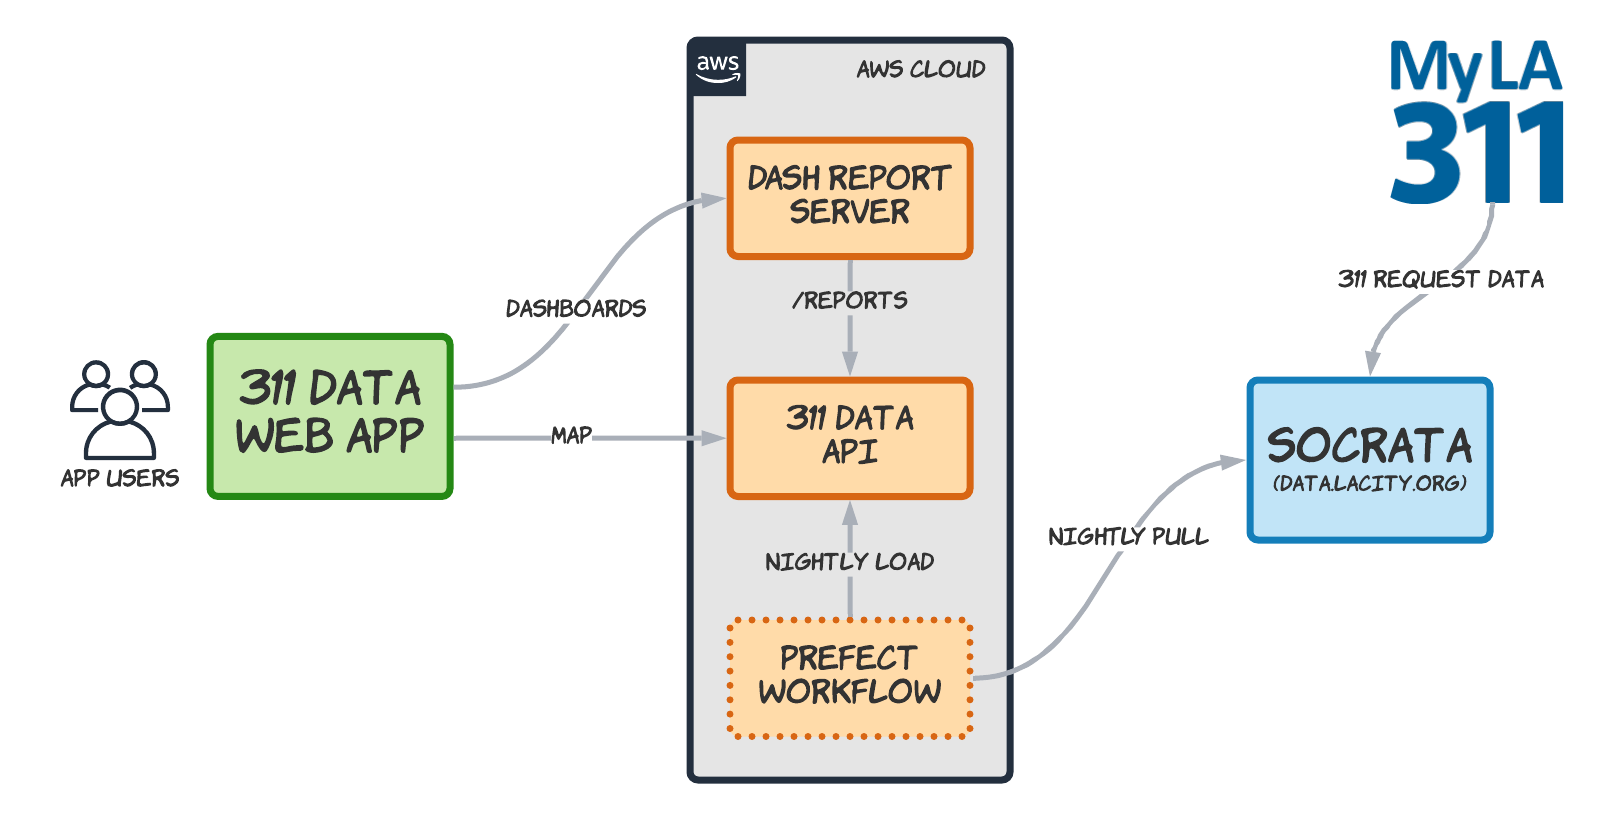 aws
AWS CLOUD
MyLA
311
DASH REPORT
SERVER
311 REQUEST DATA
/REPORTS
DASHBOARDS
311 DATA
WEB APP
APP USERS
MAP
311 DATA
API
SOCRATA
(DATA.LACITY.ORG)
NIGHTLY PULL
NIGHTLY LOAD
PREFECT
WORKFLOW